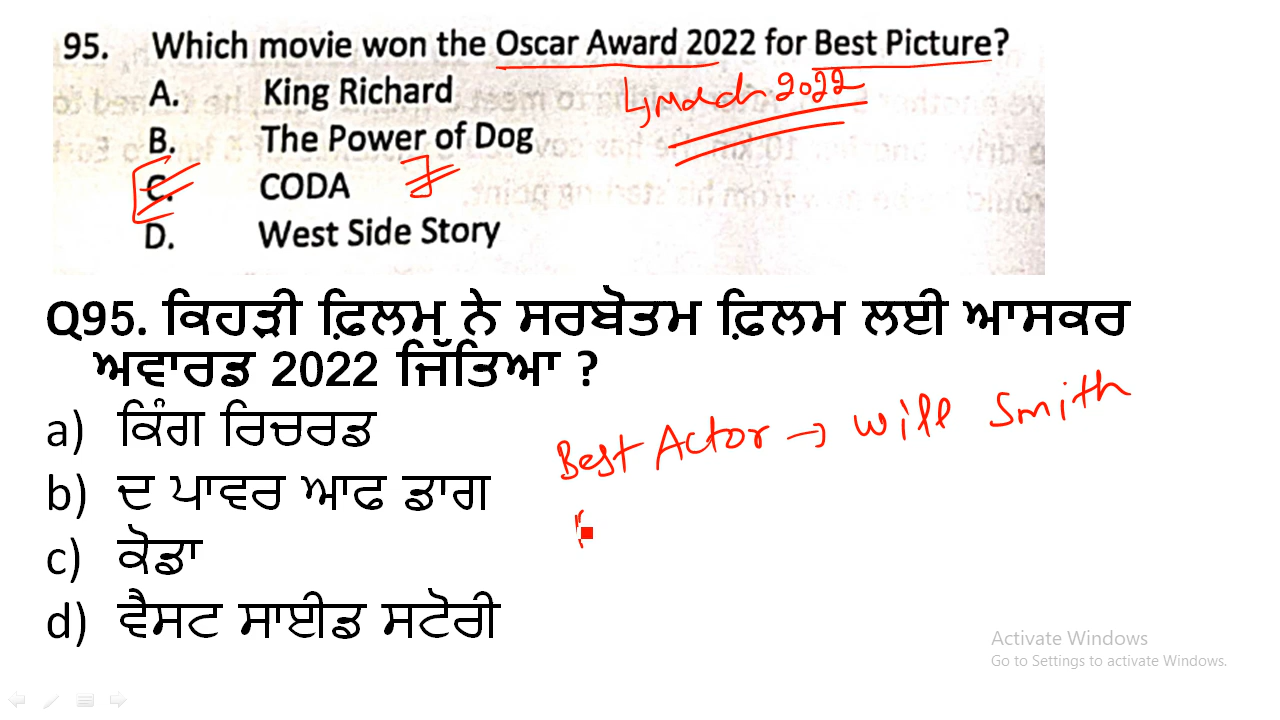 95. Which movie won the Oscar Award 2022 for Best Picture?
A. King Richard
March 2022
B. The Power of Dog
C. CODA
D. West Side Story
Q95. ਕਿਹੜੀ ਫ਼ਿਲਮ ਨੇ ਸਰਬੋਤਮ ਫ਼ਿਲਮ ਲਈ ਆਸਕਰ
ਅਵਾਰਡ 2022 ਜਿੱਤਿਆ ?
a) ਕਿੰਗ ਰਿਚਰਡ
Best Actor → Will Smith
b) ਦ ਪਾਵਰ ਆਫ ਡਾਗ
c) ਕੋਡਾ
d) ਵੈਸਟ ਸਾਈਡ ਸਟੋਰੀ
Activate Windows
Go to Settings to activate Windows.